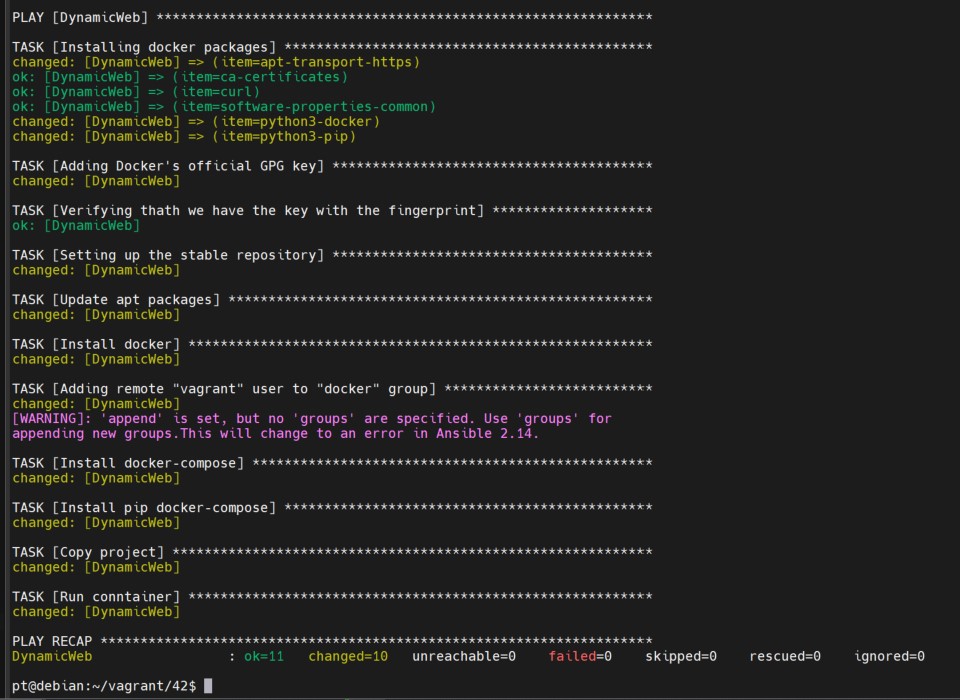 PLAY [DynamicWeb] **************************************************************
TASK [Installing docker packages] **********************************************
changed: [DynamicWeb] => (item=apt-transport-https)
ok: [DynamicWeb] => (item=ca-certificates)
ok: [DynamicWeb] => (item=curl)
ok: [DynamicWeb] => (item=software-properties-common)
changed: [DynamicWeb] => (item=python3-docker)
changed: [DynamicWeb] => (item=python3-pip)
TASK [Adding Docker's official GPG key] ****************************************
changed: [DynamicWeb]
TASK [Verifying thath we have the key with the fingerprint] ********************
ok: [DynamicWeb]
TASK [Setting up the stable repository] ****************************************
changed: [DynamicWeb]
TASK [Update apt packages] *****************************************************
changed: [DynamicWeb]
TASK [Install docker] **********************************************************
changed: [DynamicWeb]
TASK [Adding remote "vagrant" user to "docker" group] **************************
changed: [DynamicWeb]
[WARNING]: 'append' is set, but no 'groups' are specified. Use 'groups' for
appending new groups.This will change to an error in Ansible 2.14.
TASK [Install docker-compose] **************************************************
changed: [DynamicWeb]
TASK [Install pip docker-compose] **********************************************
changed: [DynamicWeb]
TASK [Copy project] ************************************************************
changed: [DynamicWeb]
TASK [Run conntainer] **********************************************************
changed: [DynamicWeb]
PLAY RECAP *********************************************************************
DynamicWeb : ok=11 changed=10 unreachable=0 failed=0 skipped=0 rescued=0 ignored=0
pt@debian:~/vagrant/42$